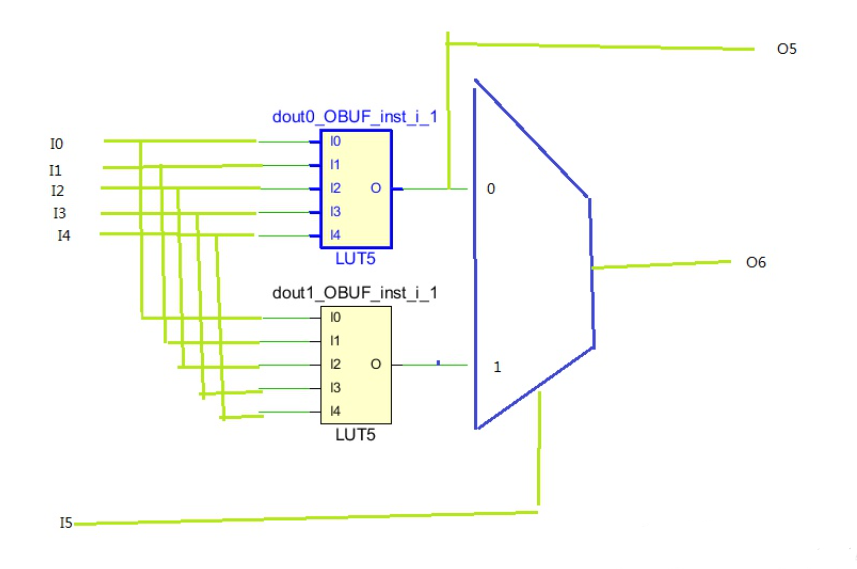 O5
dout0_OBUF_inst_i_1
I0
I1
I2
I3
I4
I0
I1
I2
I3
I4
O
LUT5
0
O6
dout1_OBUF_inst_i_1
I0
I1
I2
I3
I4
O
LUT5
1
I5